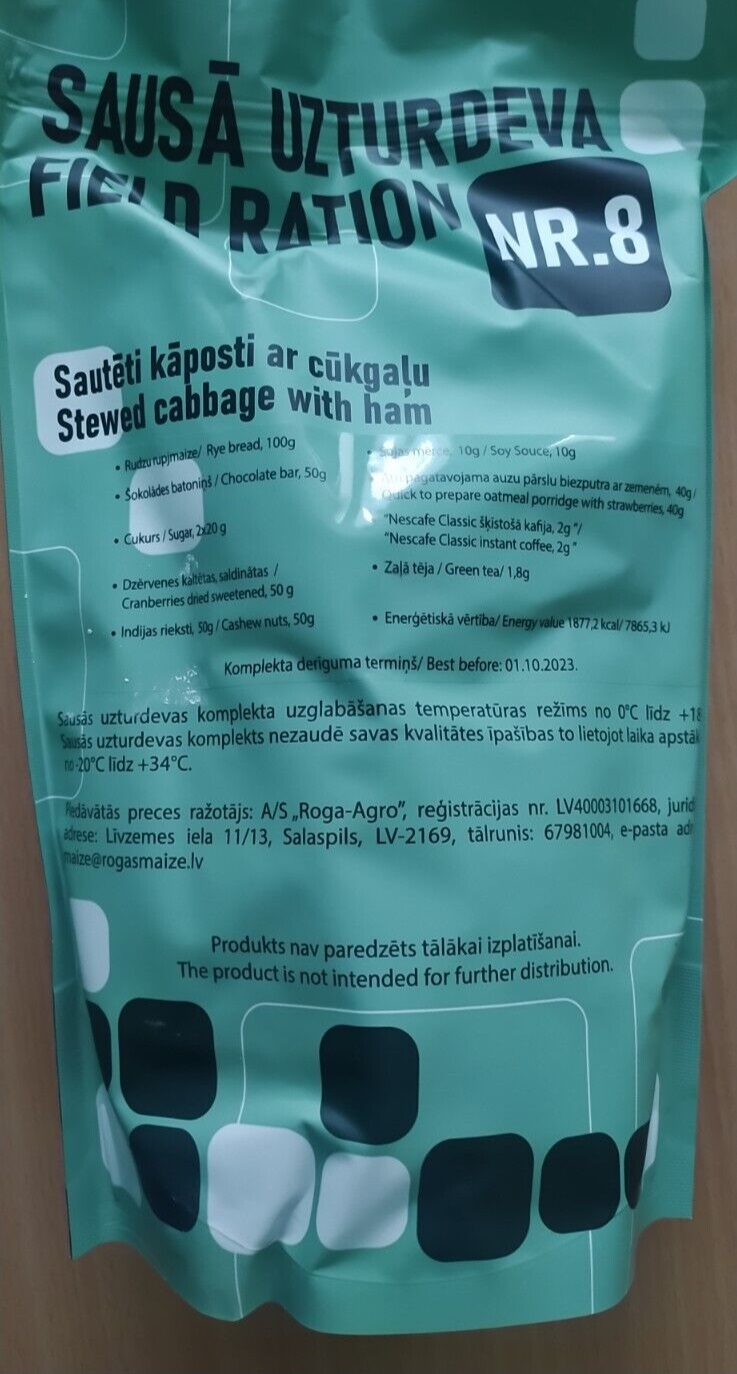 SAUSĀ UZTURDEVA
FIELD RATION
NR.8
Sautēti kāposti ar cūkgaļu
Stewed cabbage with ham
• Rudzu rupjmaize/ Rye bread, 100g
• Šokolādes batoniņš / Chocolate bar, 50g
• Cukurs / Sugar, 2x20 g
• Dzērvenes kaltētas, saldinātas /
Cranberries dried sweetened, 50 g
• Indijas rieksti, 50g / Cashew nuts, 50g
• Sojas mērce, 10g / Soy Souce, 10g
• pagatavojama auzu pārslu biezputra ar zemenēm, 40g /
Quick to prepare oatmeal porridge with strawberries, 40g
"Nescafe Classic šķīstošā kafija, 2g "/
"Nescafe Classic instant coffee, 2g "
• Zaļā tēja / Green tea/ 1,8g
• Enerģētiskā vērtība/ Energy value 1877,2 kcal/ 7865,3 kJ
Komplekta derīguma termiņš/ Best before: 01.10.2023.
Sausās uzturdevas komplekta uzglabāšanas temperatūras režīms no 0°C līdz +18
Sausās uzturdevas komplekts nezaudē savas kvalitātes īpašības to lietojot laika apstāk
no -20°C līdz +34°C.
Piedāvātās preces ražotājs: A/S „Roga-Agro”, reģistrācijas nr. LV40003101668, jurid
adrese: Līvzemes iela 11/13, Salaspils, LV-2169, tālrunis: 67981004, e-pasta adr
maize@rogasmaize.lv
Produkts nav paredzēts tālākai izplatīšanai.
The product is not intended for further distribution.